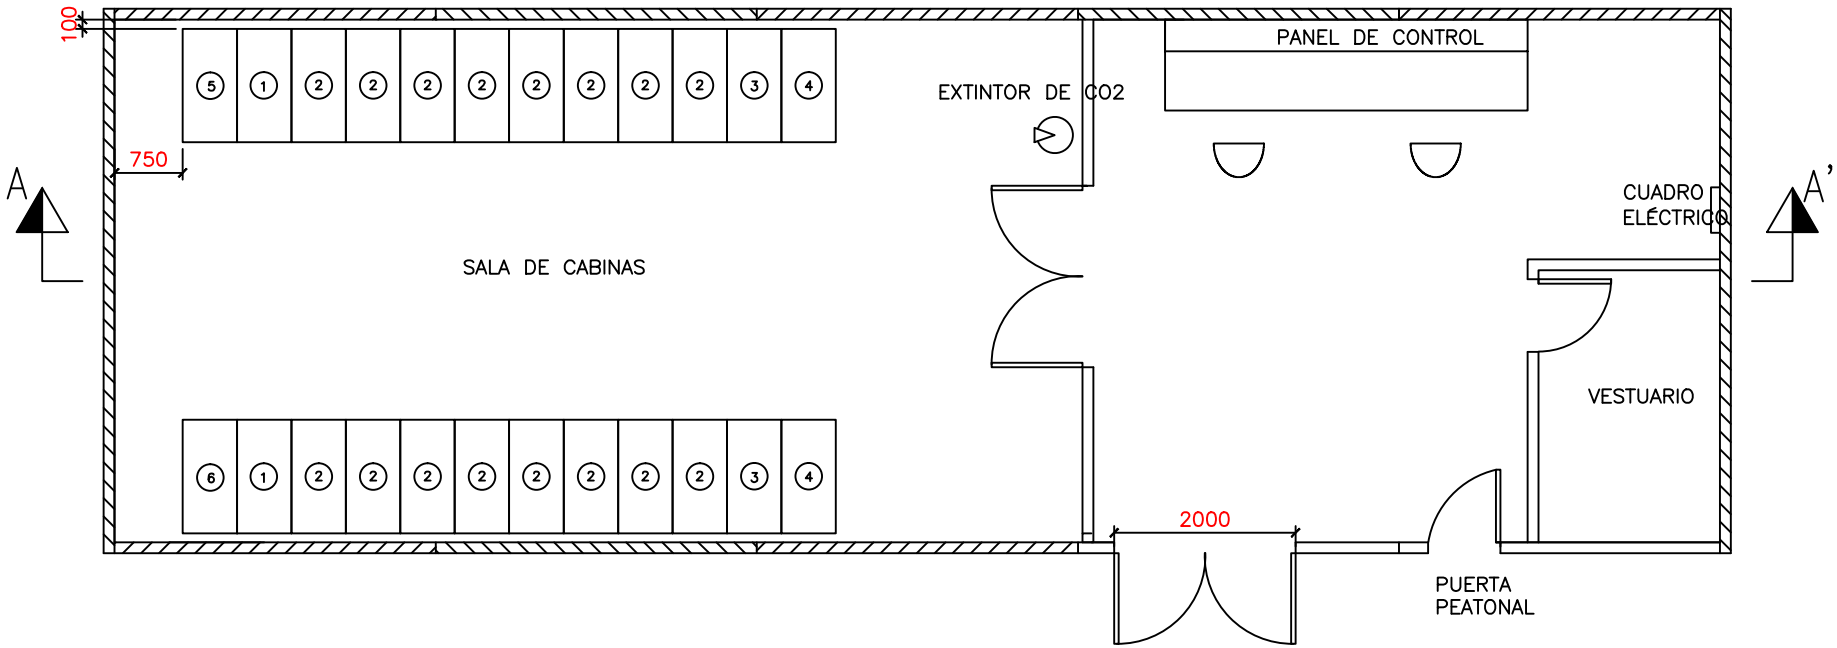 100
PANEL DE CONTROL
5 1 2 2 2 2 2 2 2 2 3 4
EXTINTOR DE CO2
750
A
A'
CUADRO
ELÉCTRICO
SALA DE CABINAS
VESTUARIO
6 1 2 2 2 2 2 2 2 2 3 4
2000
PUERTA
PEATONAL